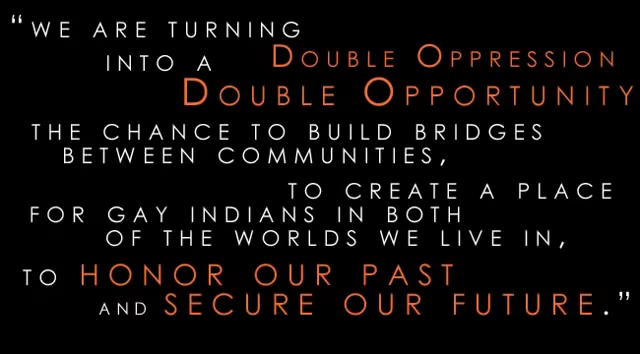 “WE ARE TURNING
INTO A DOUBLE OPPRESSION
DOUBLE OPPORTUNITY
THE CHANCE TO BUILD BRIDGES
BETWEEN COMMUNITIES,
TO CREATE A PLACE
FOR GAY INDIANS IN BOTH
OF THE WORLDS WE LIVE IN,
TO HONOR OUR PAST
AND SECURE OUR FUTURE.”